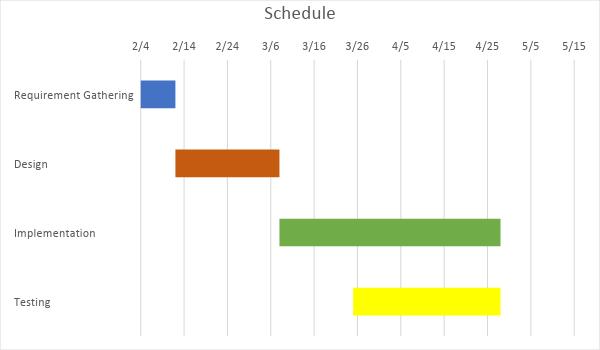 Schedule
2/4 2/14 2/24 3/6 3/16 3/26 4/5 4/15 4/25 5/5 5/15
Requirement Gathering
Design
Implementation
Testing